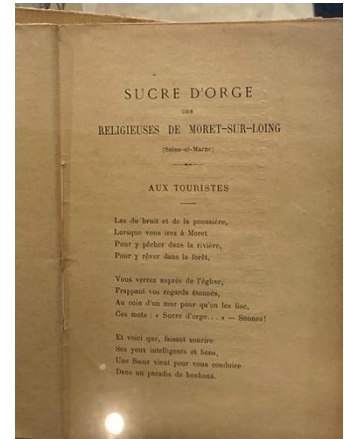 SUCRE D'ORGE
DES
RELIGIEUSES DE MORET-SUR-LOING
(Seine-et-Marne)
AUX TOURISTES
Las du bruit et de la poussière,
Lorsque vous irez à Moret
Pour y pêcher dans la rivière,
Pour y rêver dans la forêt,
Vous verrez auprès de l'église,
Frappant vos regards étonnés,
Au coin d'un mur pour qu'on les lise,
Ces mots : « Sucre d'orge.... » — Sonnez!
Et voici que, faisant sourire
Ses yeux intelligents et bons,
Une Sœur vient pour vous conduire
Dans un paradis de bonbons.